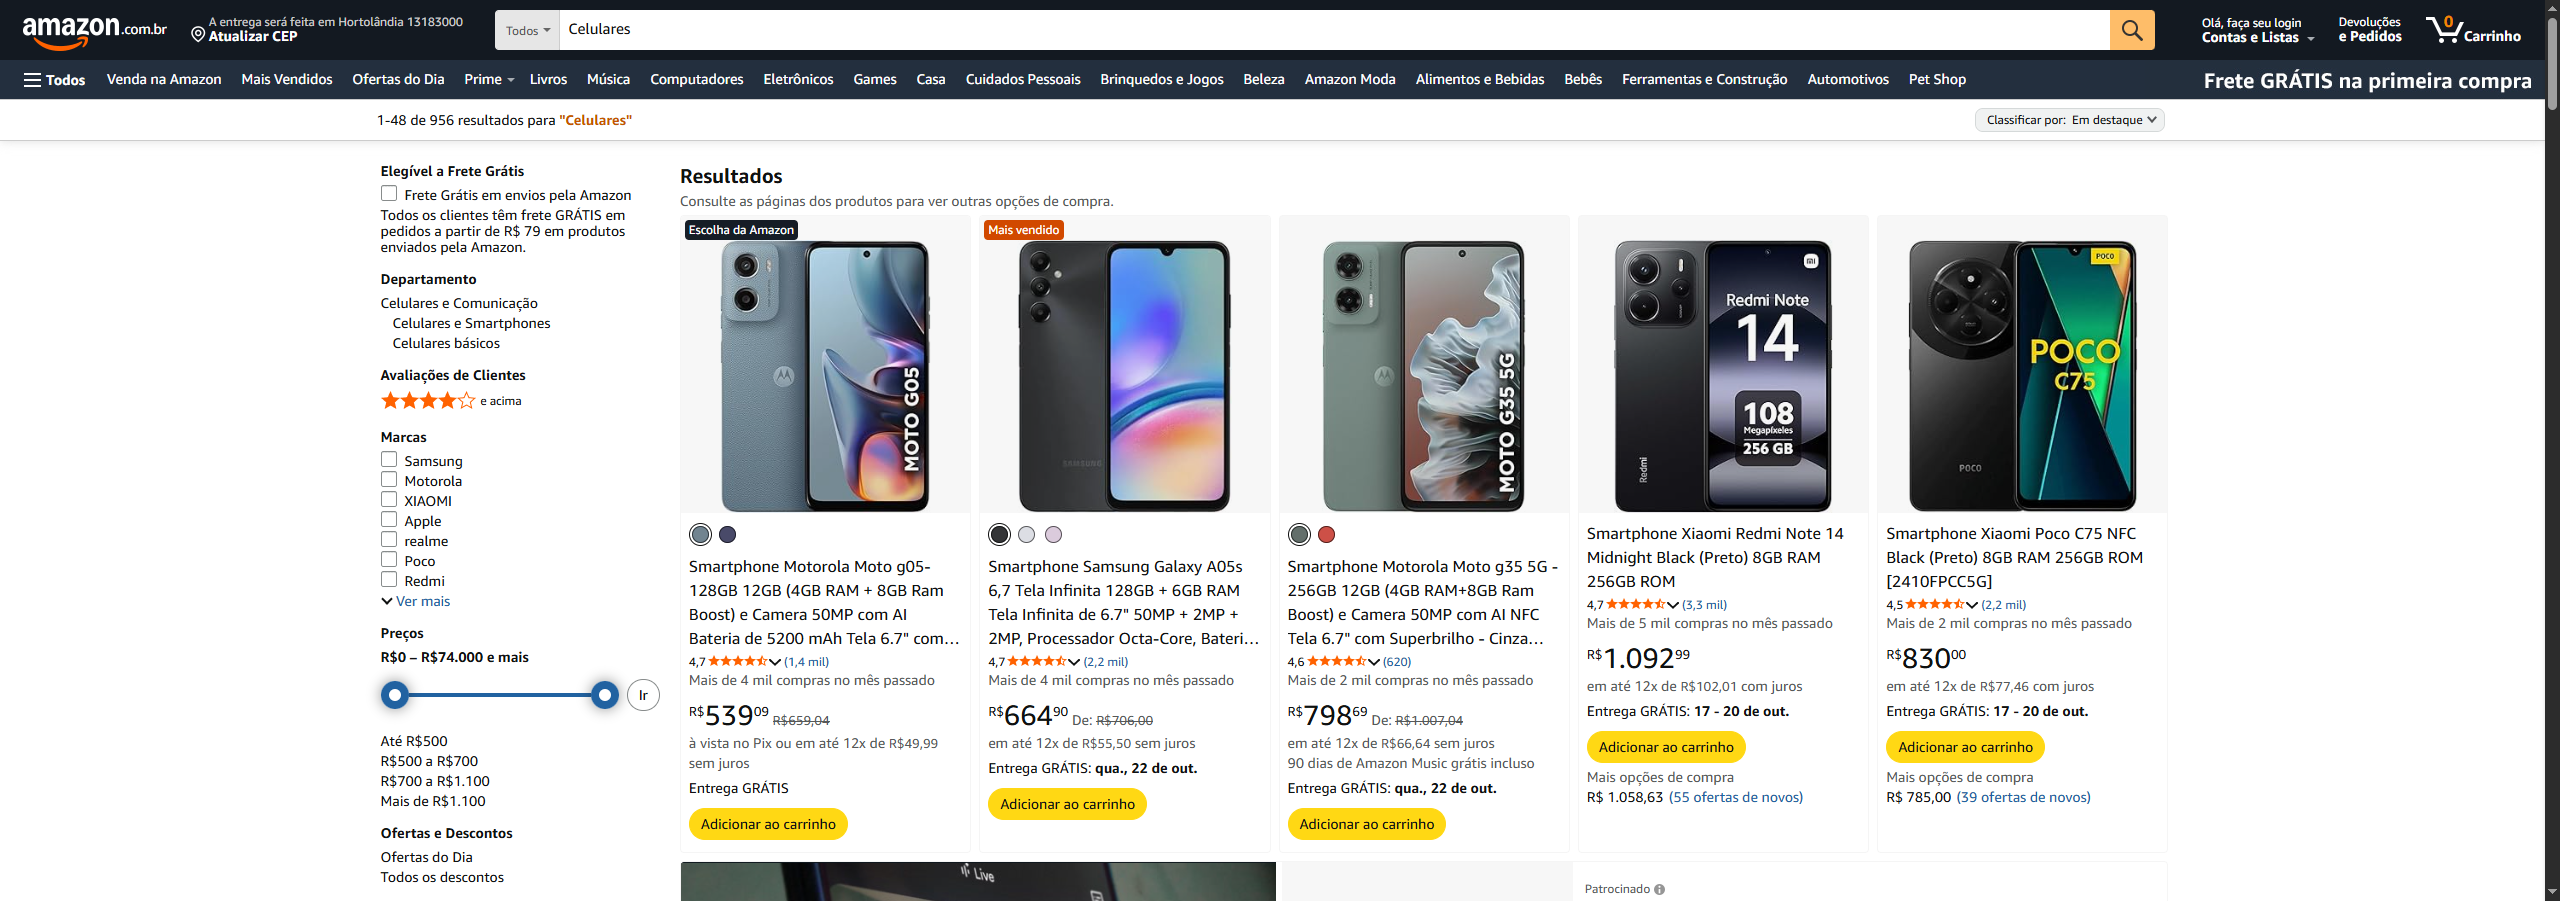 amazon.com.br
A entrega será feita em Hortolândia 13183000
Atualizar CEP
Todos
Celulares
Olá, faça seu login
Contas e Listas
Devoluções
e Pedidos
0
Carrinho
Todos
Venda na Amazon
Mais Vendidos
Ofertas do Dia
Prime
Livros
Música
Computadores
Eletrônicos
Games
Casa
Cuidados Pessoais
Brinquedos e Jogos
Beleza
Amazon Moda
Alimentos e Bebidas
Bebês
Ferramentas e Construção
Automotivos
Pet Shop
Frete GRÁTIS na primeira compra
1-48 de 956 resultados para "Celulares"
Classificar por: Em destaque
Elegível a Frete Grátis
Frete Grátis em envios pela Amazon
Todos os clientes têm frete GRÁTIS em
pedidos a partir de R$ 79 em produtos
enviados pela Amazon.
Departamento
Celulares e Comunicação
Celulares e Smartphones
Celulares básicos
Avaliações de Clientes
e acima
Marcas
Samsung
Motorola
XIAOMI
Apple
realme
Poco
Redmi
Ver mais
Preços
R$0 – R$74.000 e mais
Ir
Até R$500
R$500 a R$700
R$700 a R$1.100
Mais de R$1.100
Ofertas e Descontos
Ofertas do Dia
Todos os descontos
Resultados
Consulte as páginas dos produtos para ver outras opções de compra.
Escolha da Amazon
MOTO G05
Smartphone Motorola Moto g05-
128GB 12GB (4GB RAM + 8GB Ram
Boost) e Camera 50MP com AI
Bateria de 5200 mAh Tela 6.7" com…
4,7 (1,4 mil)
Mais de 4 mil compras no mês passado
R$53909 R$659,04
à vista no Pix ou em até 12x de R$49,99
sem juros
Entrega GRÁTIS
Adicionar ao carrinho
Mais vendido
SAMSUNG
Smartphone Samsung Galaxy A05s
6,7 Tela Infinita 128GB + 6GB RAM
Tela Infinita de 6.7" 50MP + 2MP +
2MP, Processador Octa-Core, Bateri…
4,7 (2,2 mil)
Mais de 4 mil compras no mês passado
R$66490 De: R$706,00
em até 12x de R$55,50 sem juros
Entrega GRÁTIS: qua., 22 de out.
Adicionar ao carrinho
MOTO G35 5G
Smartphone Motorola Moto g35 5G -
256GB 12GB (4GB RAM+8GB Ram
Boost) e Camera 50MP com AI NFC
Tela 6.7" com Superbrilho - Cinza…
4,6 (620)
Mais de 2 mil compras no mês passado
R$79869 De: R$1.007,04
em até 12x de R$66,64 sem juros
90 dias de Amazon Music grátis incluso
Entrega GRÁTIS: qua., 22 de out.
Adicionar ao carrinho
Redmi Note
14
108
Megapíxeles
256 GB
Redmi
Smartphone Xiaomi Redmi Note 14
Midnight Black (Preto) 8GB RAM
256GB ROM
4,7 (3,3 mil)
Mais de 5 mil compras no mês passado
R$1.09299
em até 12x de R$102,01 com juros
Entrega GRÁTIS: 17 - 20 de out.
Adicionar ao carrinho
Mais opções de compra
R$ 1.058,63 (55 ofertas de novos)
POCO
POCO
C75
POCO
Smartphone Xiaomi Poco C75 NFC
Black (Preto) 8GB RAM 256GB ROM
[2410FPCC5G]
4,5 (2,2 mil)
Mais de 2 mil compras no mês passado
R$83000
em até 12x de R$77,46 com juros
Entrega GRÁTIS: 17 - 20 de out.
Adicionar ao carrinho
Mais opções de compra
R$ 785,00 (39 ofertas de novos)
Live
Patrocinado